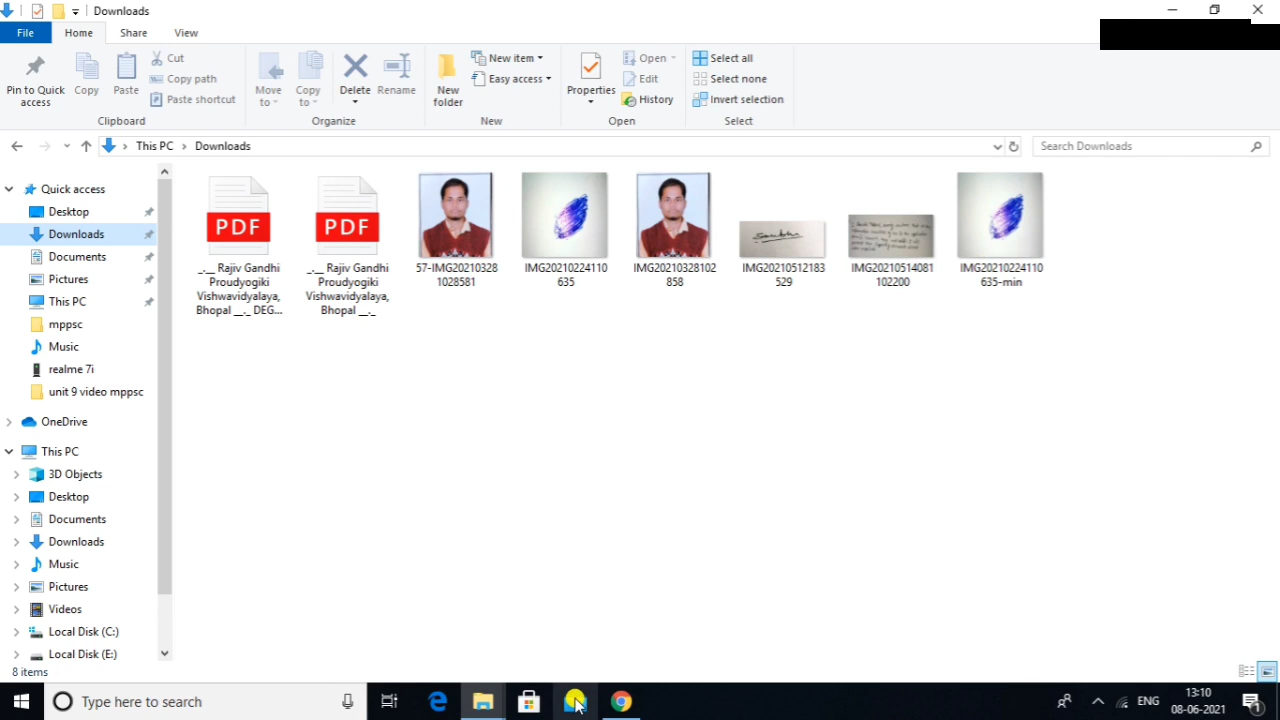 Downloads
File Home Share View
Pin to Quick access
Copy
Paste
Cut
Copy path
Paste shortcut
Clipboard
Move to
Copy to
Delete
Rename
Organize
New folder
New item
Easy access
New
Properties
Open
Edit
History
Open
Select all
Select none
Invert selection
Select
This PC > Downloads
Search Downloads
Quick access
Desktop
Downloads
Documents
Pictures
This PC
mppsc
Music
realme 7i
unit 9 video mppsc
OneDrive
This PC
3D Objects
Desktop
Documents
Downloads
Music
Pictures
Videos
Local Disk (C:)
Local Disk (E:)
PDF
_.__ Rajiv Gandhi
Proudyogiki
Vishwavidyalaya,
Bhopal __._ DEG...
PDF
_.__ Rajiv Gandhi
Proudyogiki
Vishwavidyalaya,
Bhopal __._
57-IMG20210328
1028581
IMG20210224110
635
IMG20210328102
858
IMG20210512183
529
IMG20210514081
102200
IMG20210224110
635-min
8 items
Type here to search
ENG
13:10
08-06-2021
1